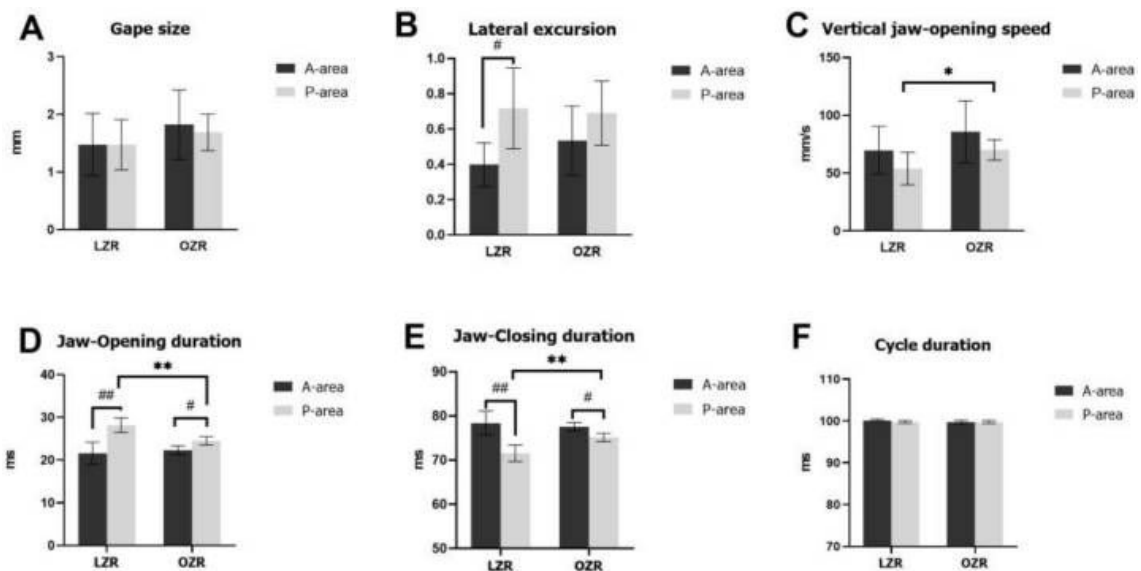 A
Gape size
3
2
1
0
mm
LZR
OZR
A-area
P-area
B
Lateral excursion
#
1.0
0.8
0.6
0.4
0.2
0.0
LZR
OZR
A-area
P-area
C
Vertical jaw-opening speed
*
150
100
50
0
mm/s
LZR
OZR
A-area
P-area
D
Jaw-Opening duration
**
##
#
40
30
20
10
0
ms
LZR
OZR
A-area
P-area
E
Jaw-Closing duration
**
##
#
90
80
70
60
50
ms
LZR
OZR
A-area
P-area
F
Cycle duration
110
100
90
80
70
ms
LZR
OZR
A-area
P-area